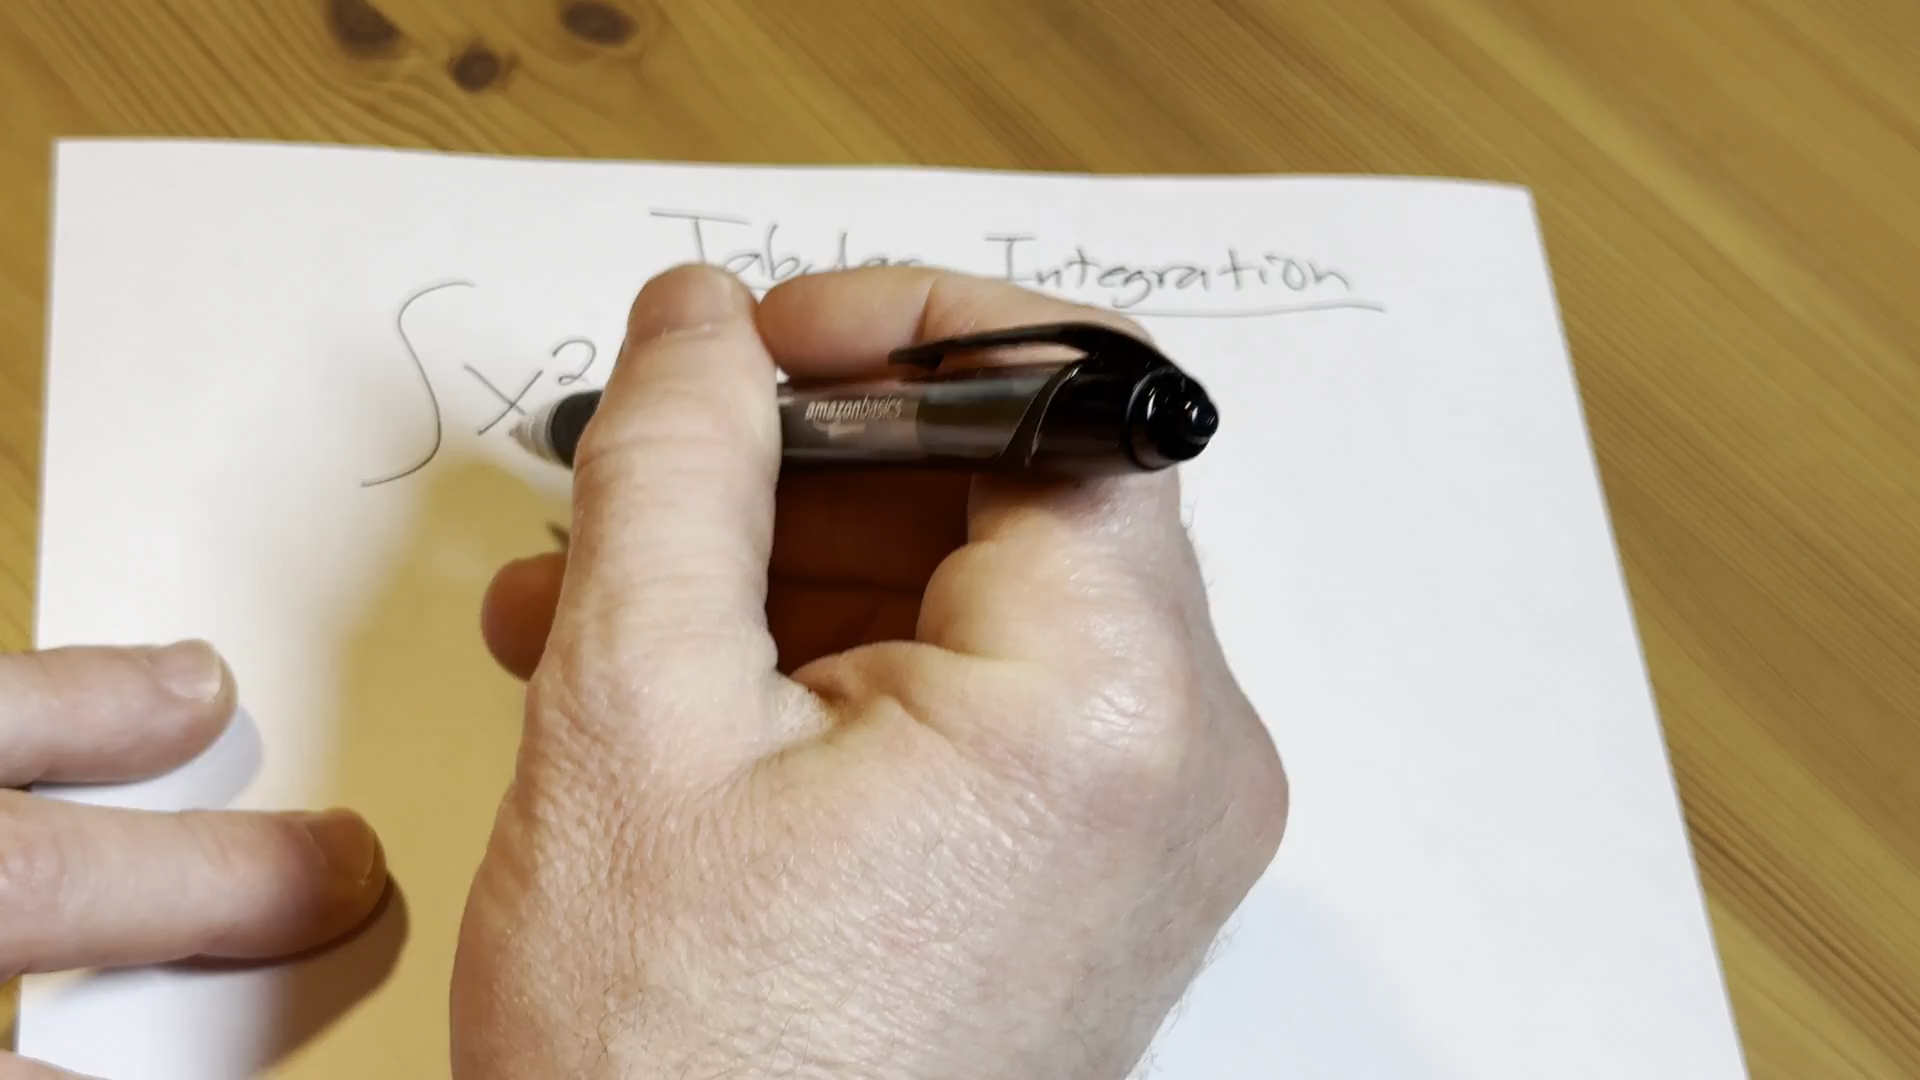 Tabular Integration
∫x²
amazonbasics